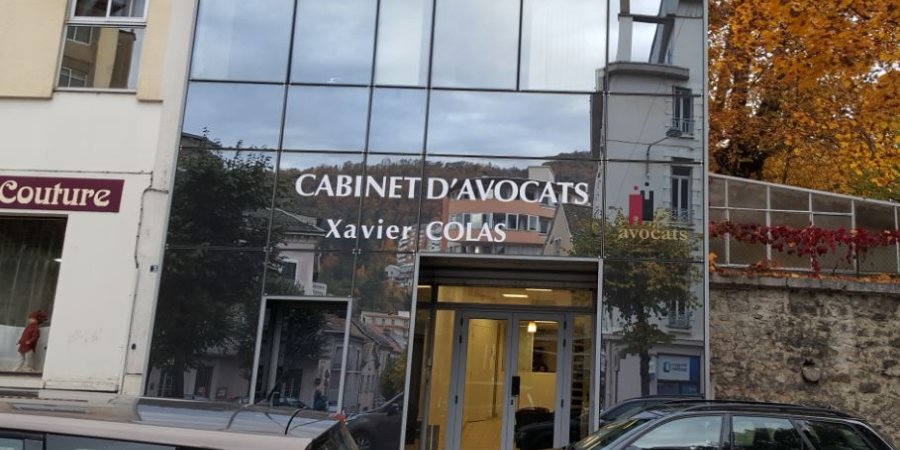 Couture
CABINET D'AVOCATS
Xavier COLAS
avocats